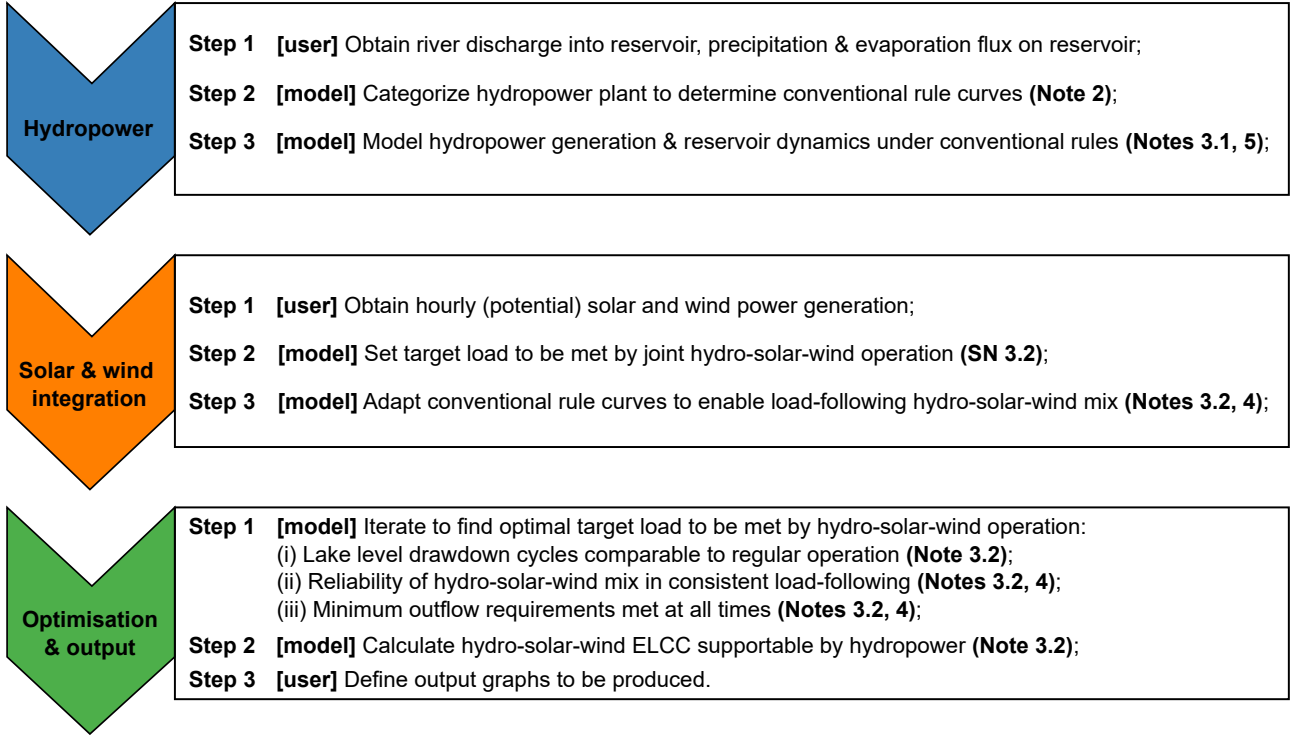 Hydropower
Step 1 [user] Obtain river discharge into reservoir, precipitation & evaporation flux on reservoir;
Step 2 [model] Categorize hydropower plant to determine conventional rule curves (Note 2);
Step 3 [model] Model hydropower generation & reservoir dynamics under conventional rules (Notes 3.1, 5);
Solar & wind
integration
Step 1 [user] Obtain hourly (potential) solar and wind power generation;
Step 2 [model] Set target load to be met by joint hydro-solar-wind operation (SN 3.2);
Step 3 [model] Adapt conventional rule curves to enable load-following hydro-solar-wind mix (Notes 3.2, 4);
Optimisation
& output
Step 1 [model] Iterate to find optimal target load to be met by hydro-solar-wind operation:
(i) Lake level drawdown cycles comparable to regular operation (Note 3.2);
(ii) Reliability of hydro-solar-wind mix in consistent load-following (Notes 3.2, 4);
(iii) Minimum outflow requirements met at all times (Notes 3.2, 4);
Step 2 [model] Calculate hydro-solar-wind ELCC supportable by hydropower (Note 3.2);
Step 3 [user] Define output graphs to be produced.